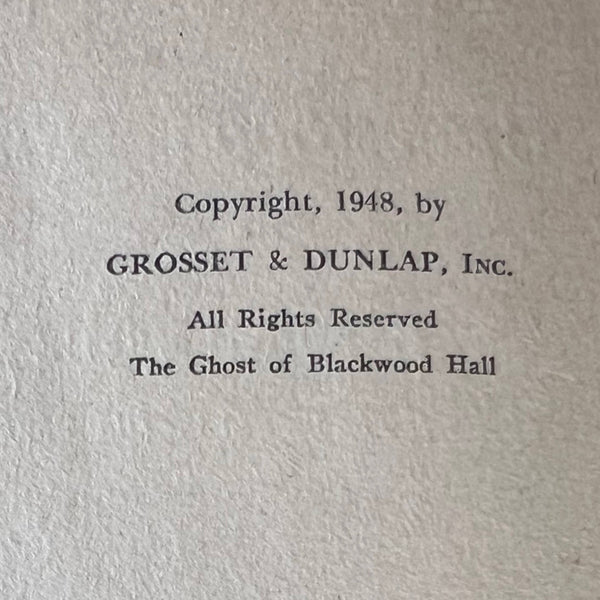 Copyright, 1948, by
GROSSET & DUNLAP, INC.
All Rights Reserved
The Ghost of Blackwood Hall